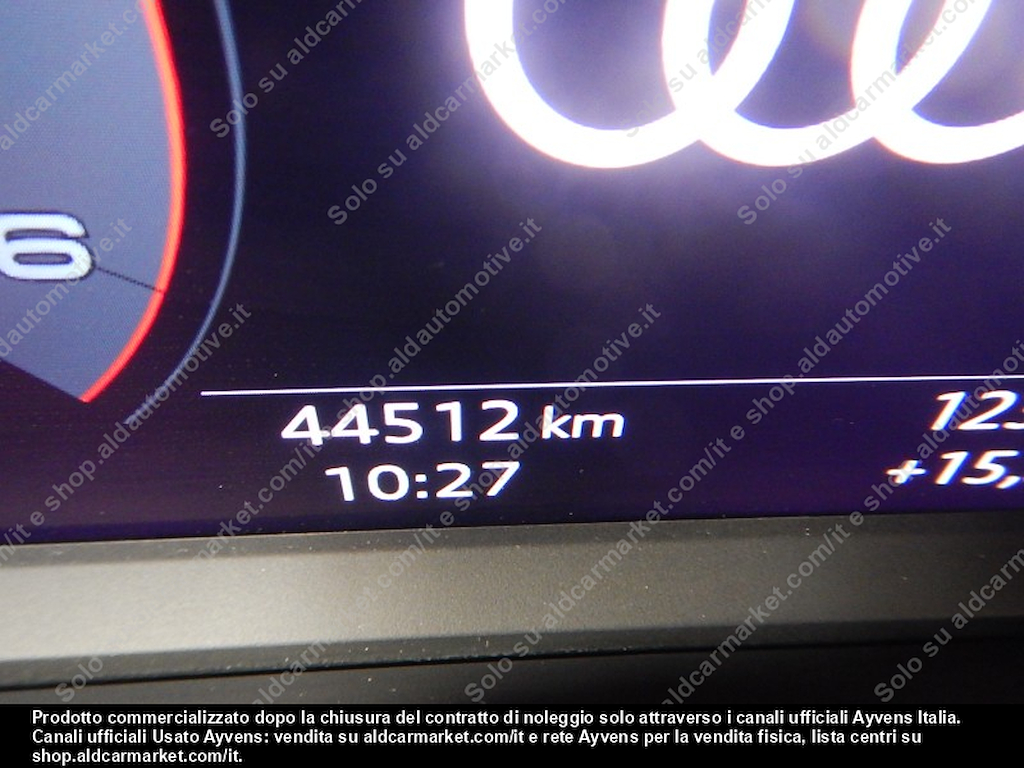 6
44512 km
10:27
123
+15,
Solo su aldcarmarket.com/it e shop.aldautomotive.it
Prodotto commercializzato dopo la chiusura del contratto di noleggio solo attraverso i canali ufficiali Ayvens Italia.
Canali ufficiali Usato Ayvens: vendita su aldcarmarket.com/it e rete Ayvens per la vendita fisica, lista centri su
shop.aldcarmarket.com/it.